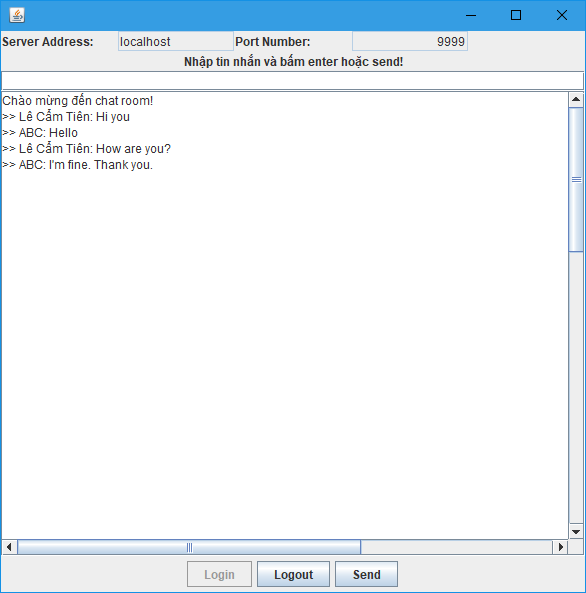 Server Address: localhost Port Number: 9999
Nhập tin nhắn và bấm enter hoặc send!
Chào mừng đến chat room!
>> Lê Cẩm Tiên: Hi you
>> ABC: Hello
>> Lê Cẩm Tiên: How are you?
>> ABC: I'm fine. Thank you.
Login Logout Send